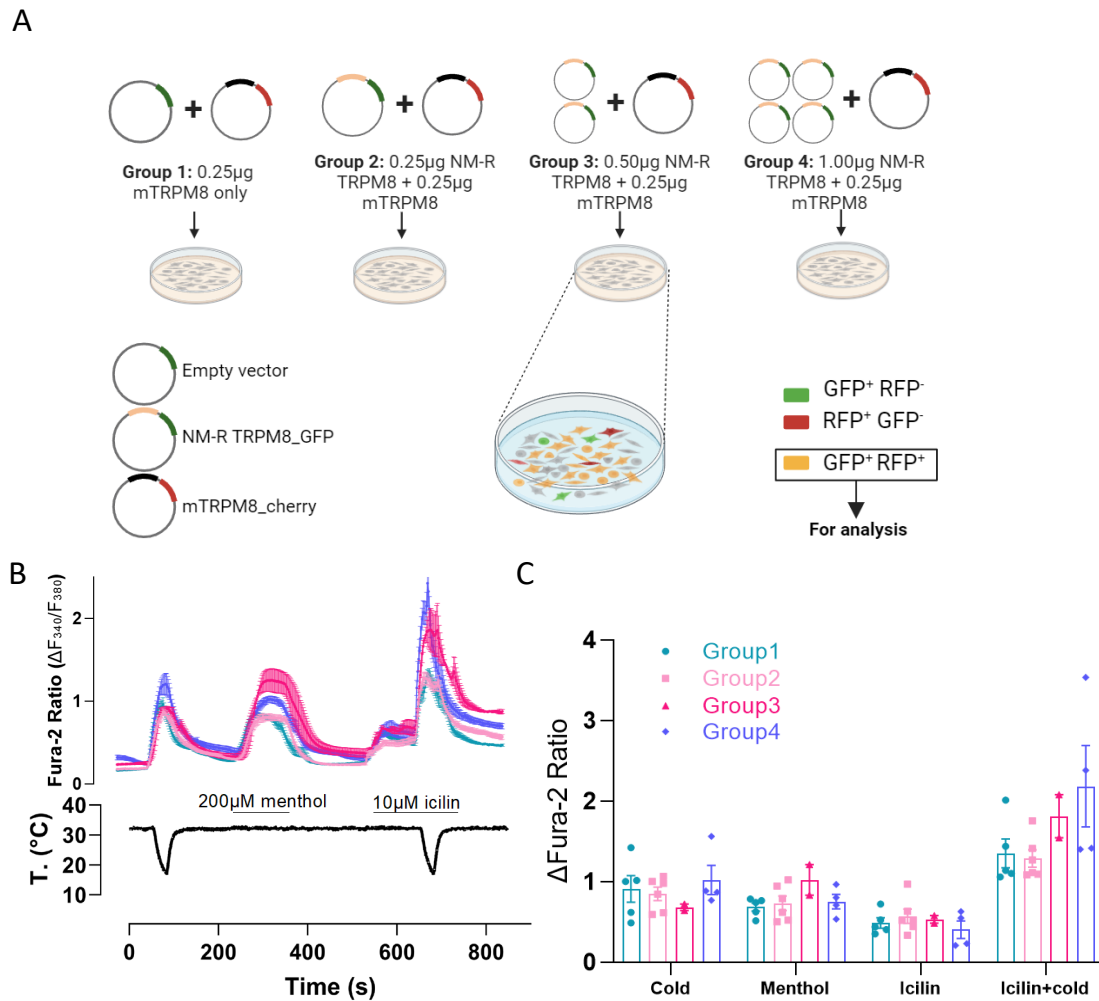 A
Group 1: 0.25µg
mTRPM8 only
Group 2: 0.25µg NM-R
TRPM8 + 0.25µg
mTRPM8
Group 3: 0.50µg NM-R
TRPM8 + 0.25µg
mTRPM8
Group 4: 1.00µg NM-R
TRPM8 + 0.25µg
mTRPM8
Empty vector
NM-R TRPM8_GFP
mTRPM8_cherry
GFP⁺ RFP⁻
RFP⁺ GFP⁻
GFP⁺ RFP⁺
For analysis
B
Fura-2 Ratio (ΔF₃₄₀/F₃₈₀)
2
1
0
200µM menthol
10µM icilin
T. (°C)
40
30
20
10
0 200 400 600 800
Time (s)
C
ΔFura-2 Ratio
4
3
2
1
0
Group1
Group2
Group3
Group4
Cold Menthol Icilin Icilin+cold